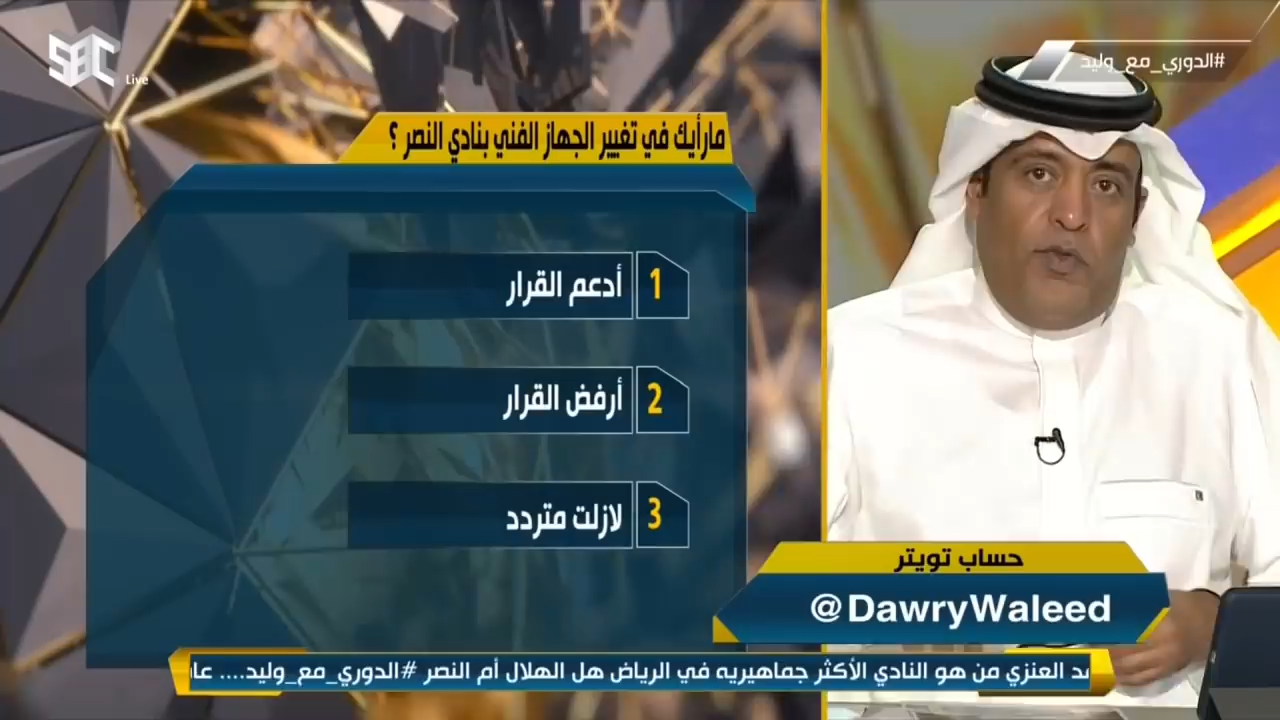 SBC
Live
#الدوري_مع_وليد
مارأيك في تغيير الجهاز الفني بنادي النصر ؟
1 أدعم القرار
2 أرفض القرار
3 لازلت متردد
حساب تويتر
@DawryWaleed
العنزي من هو النادي الأكثر جماهيريه في الرياض هل الهلال أم النصر #الدوري_مع_وليد....